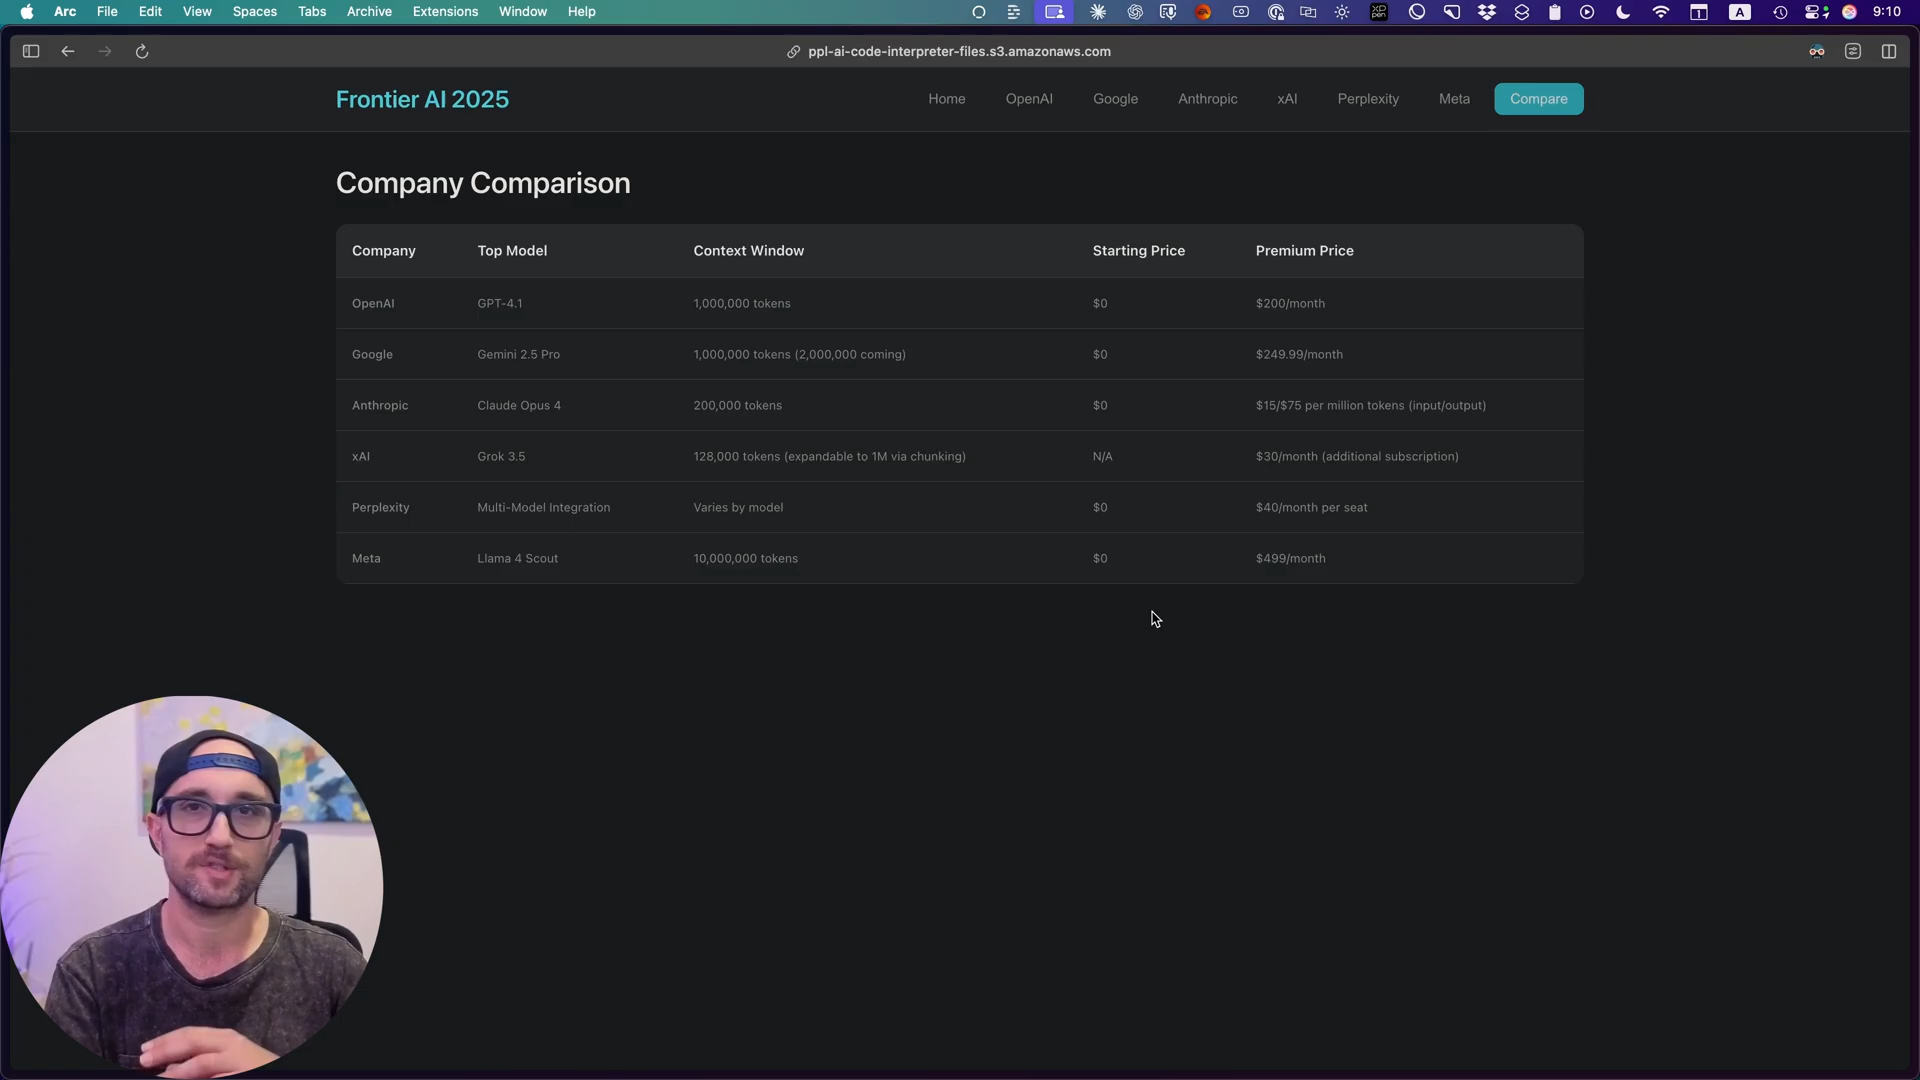 Arc File Edit View Spaces Tabs Archive Extensions Window Help XP pen 1 A 9:10
ppl-ai-code-interpreter-files.s3.amazonaws.com
Frontier AI 2025 Home OpenAI Google Anthropic xAI Perplexity Meta Compare
Company Comparison
Company Top Model Context Window Starting Price Premium Price
OpenAI GPT-4.1 1,000,000 tokens $0 $200/month
Google Gemini 2.5 Pro 1,000,000 tokens (2,000,000 coming) $0 $249.99/month
Anthropic Claude Opus 4 200,000 tokens $0 $15/$75 per million tokens (input/output)
xAI Grok 3.5 128,000 tokens (expandable to 1M via chunking) N/A $30/month (additional subscription)
Perplexity Multi-Model Integration Varies by model $0 $40/month per seat
Meta Llama 4 Scout 10,000,000 tokens $0 $499/month